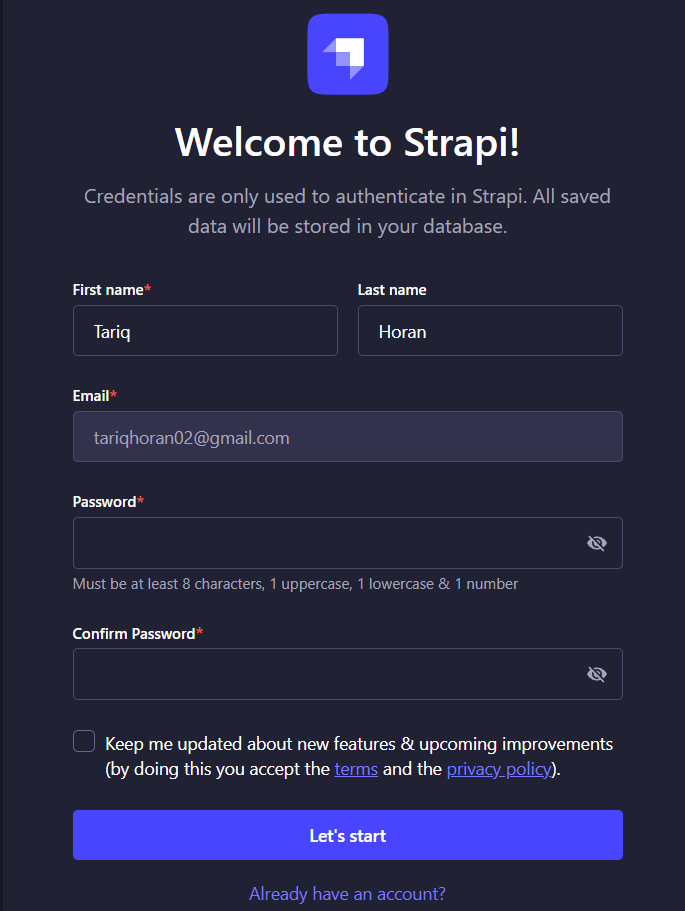 Welcome to Strapi!
Credentials are only used to authenticate in Strapi. All saved
data will be stored in your database.
First name*
Last name
Tariq
Horan
Email*
tariqhoran02@gmail.com
Password*
Must be at least 8 characters, 1 uppercase, 1 lowercase & 1 number
Confirm Password*
Keep me updated about new features & upcoming improvements
(by doing this you accept the terms and the privacy policy).
Let's start
Already have an account?